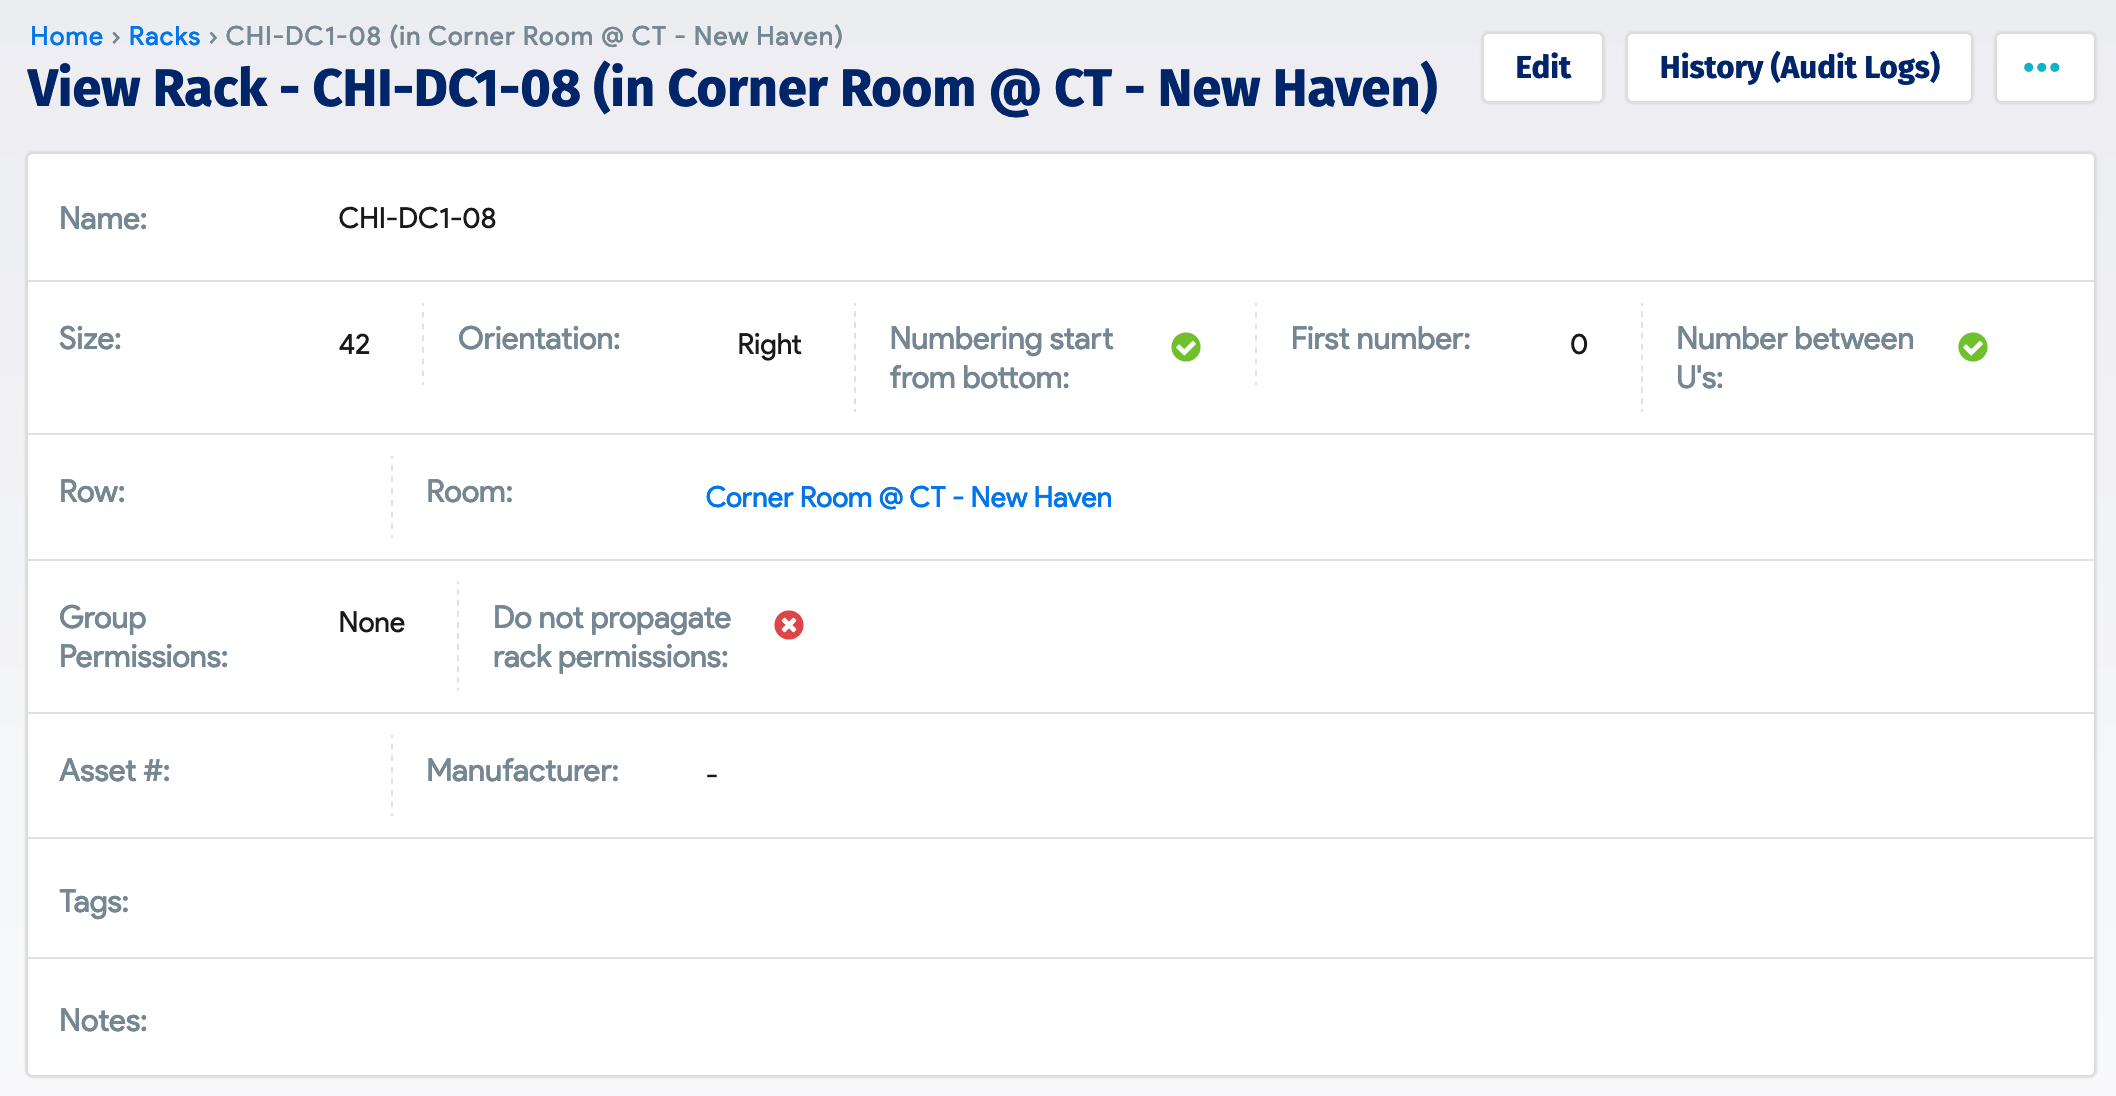 Home › Racks › CHI-DC1-08 (in Corner Room @ CT - New Haven)
View Rack - CHI-DC1-08 (in Corner Room @ CT - New Haven)
Edit
History (Audit Logs)
Name: CHI-DC1-08
Size: 42
Orientation: Right
Numbering start
from bottom:
First number: 0
Number between
U's:
Row:
Room: Corner Room @ CT - New Haven
Group
Permissions:
None
Do not propagate
rack permissions:
Asset #:
Manufacturer: -
Tags:
Notes: